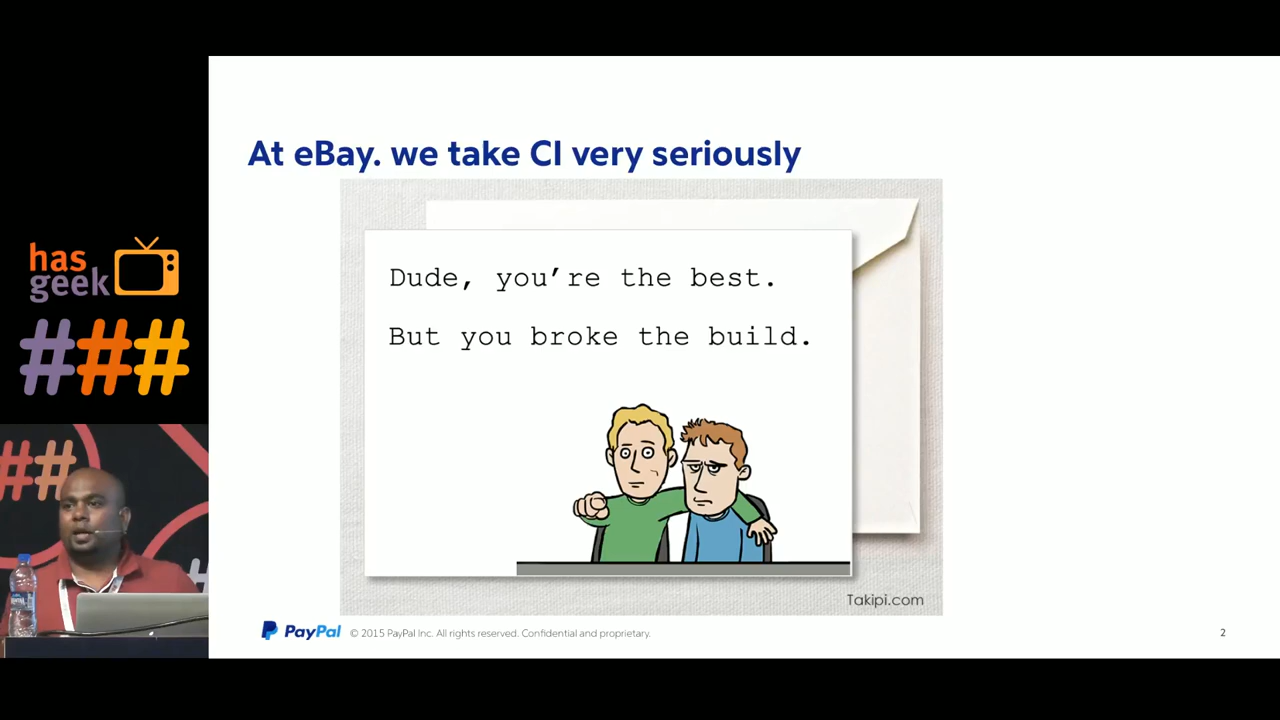 has
geek
###
##
#
At eBay. we take CI very seriously
Dude, you're the best.
But you broke the build.
Takipi.com
PayPal © 2015 PayPal Inc. All rights reserved. Confidential and proprietary.
2